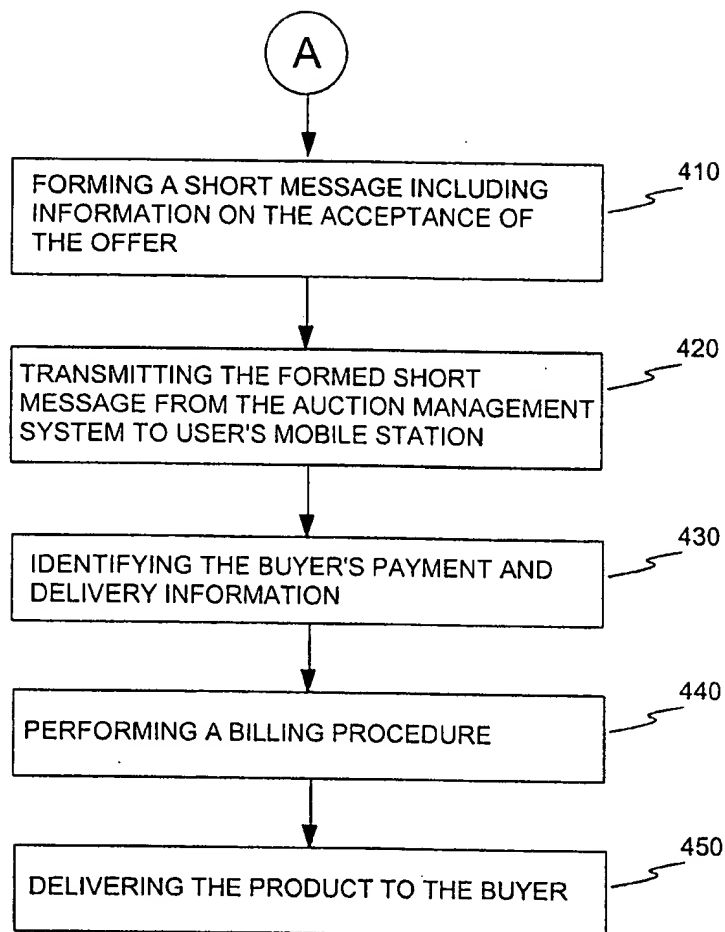 A
410
FORMING A SHORT MESSAGE INCLUDING
INFORMATION ON THE ACCEPTANCE OF
THE OFFER
420
TRANSMITTING THE FORMED SHORT
MESSAGE FROM THE AUCTION MANAGEMENT
SYSTEM TO USER'S MOBILE STATION
430
IDENTIFYING THE BUYER'S PAYMENT AND
DELIVERY INFORMATION
440
PERFORMING A BILLING PROCEDURE
450
DELIVERING THE PRODUCT TO THE BUYER